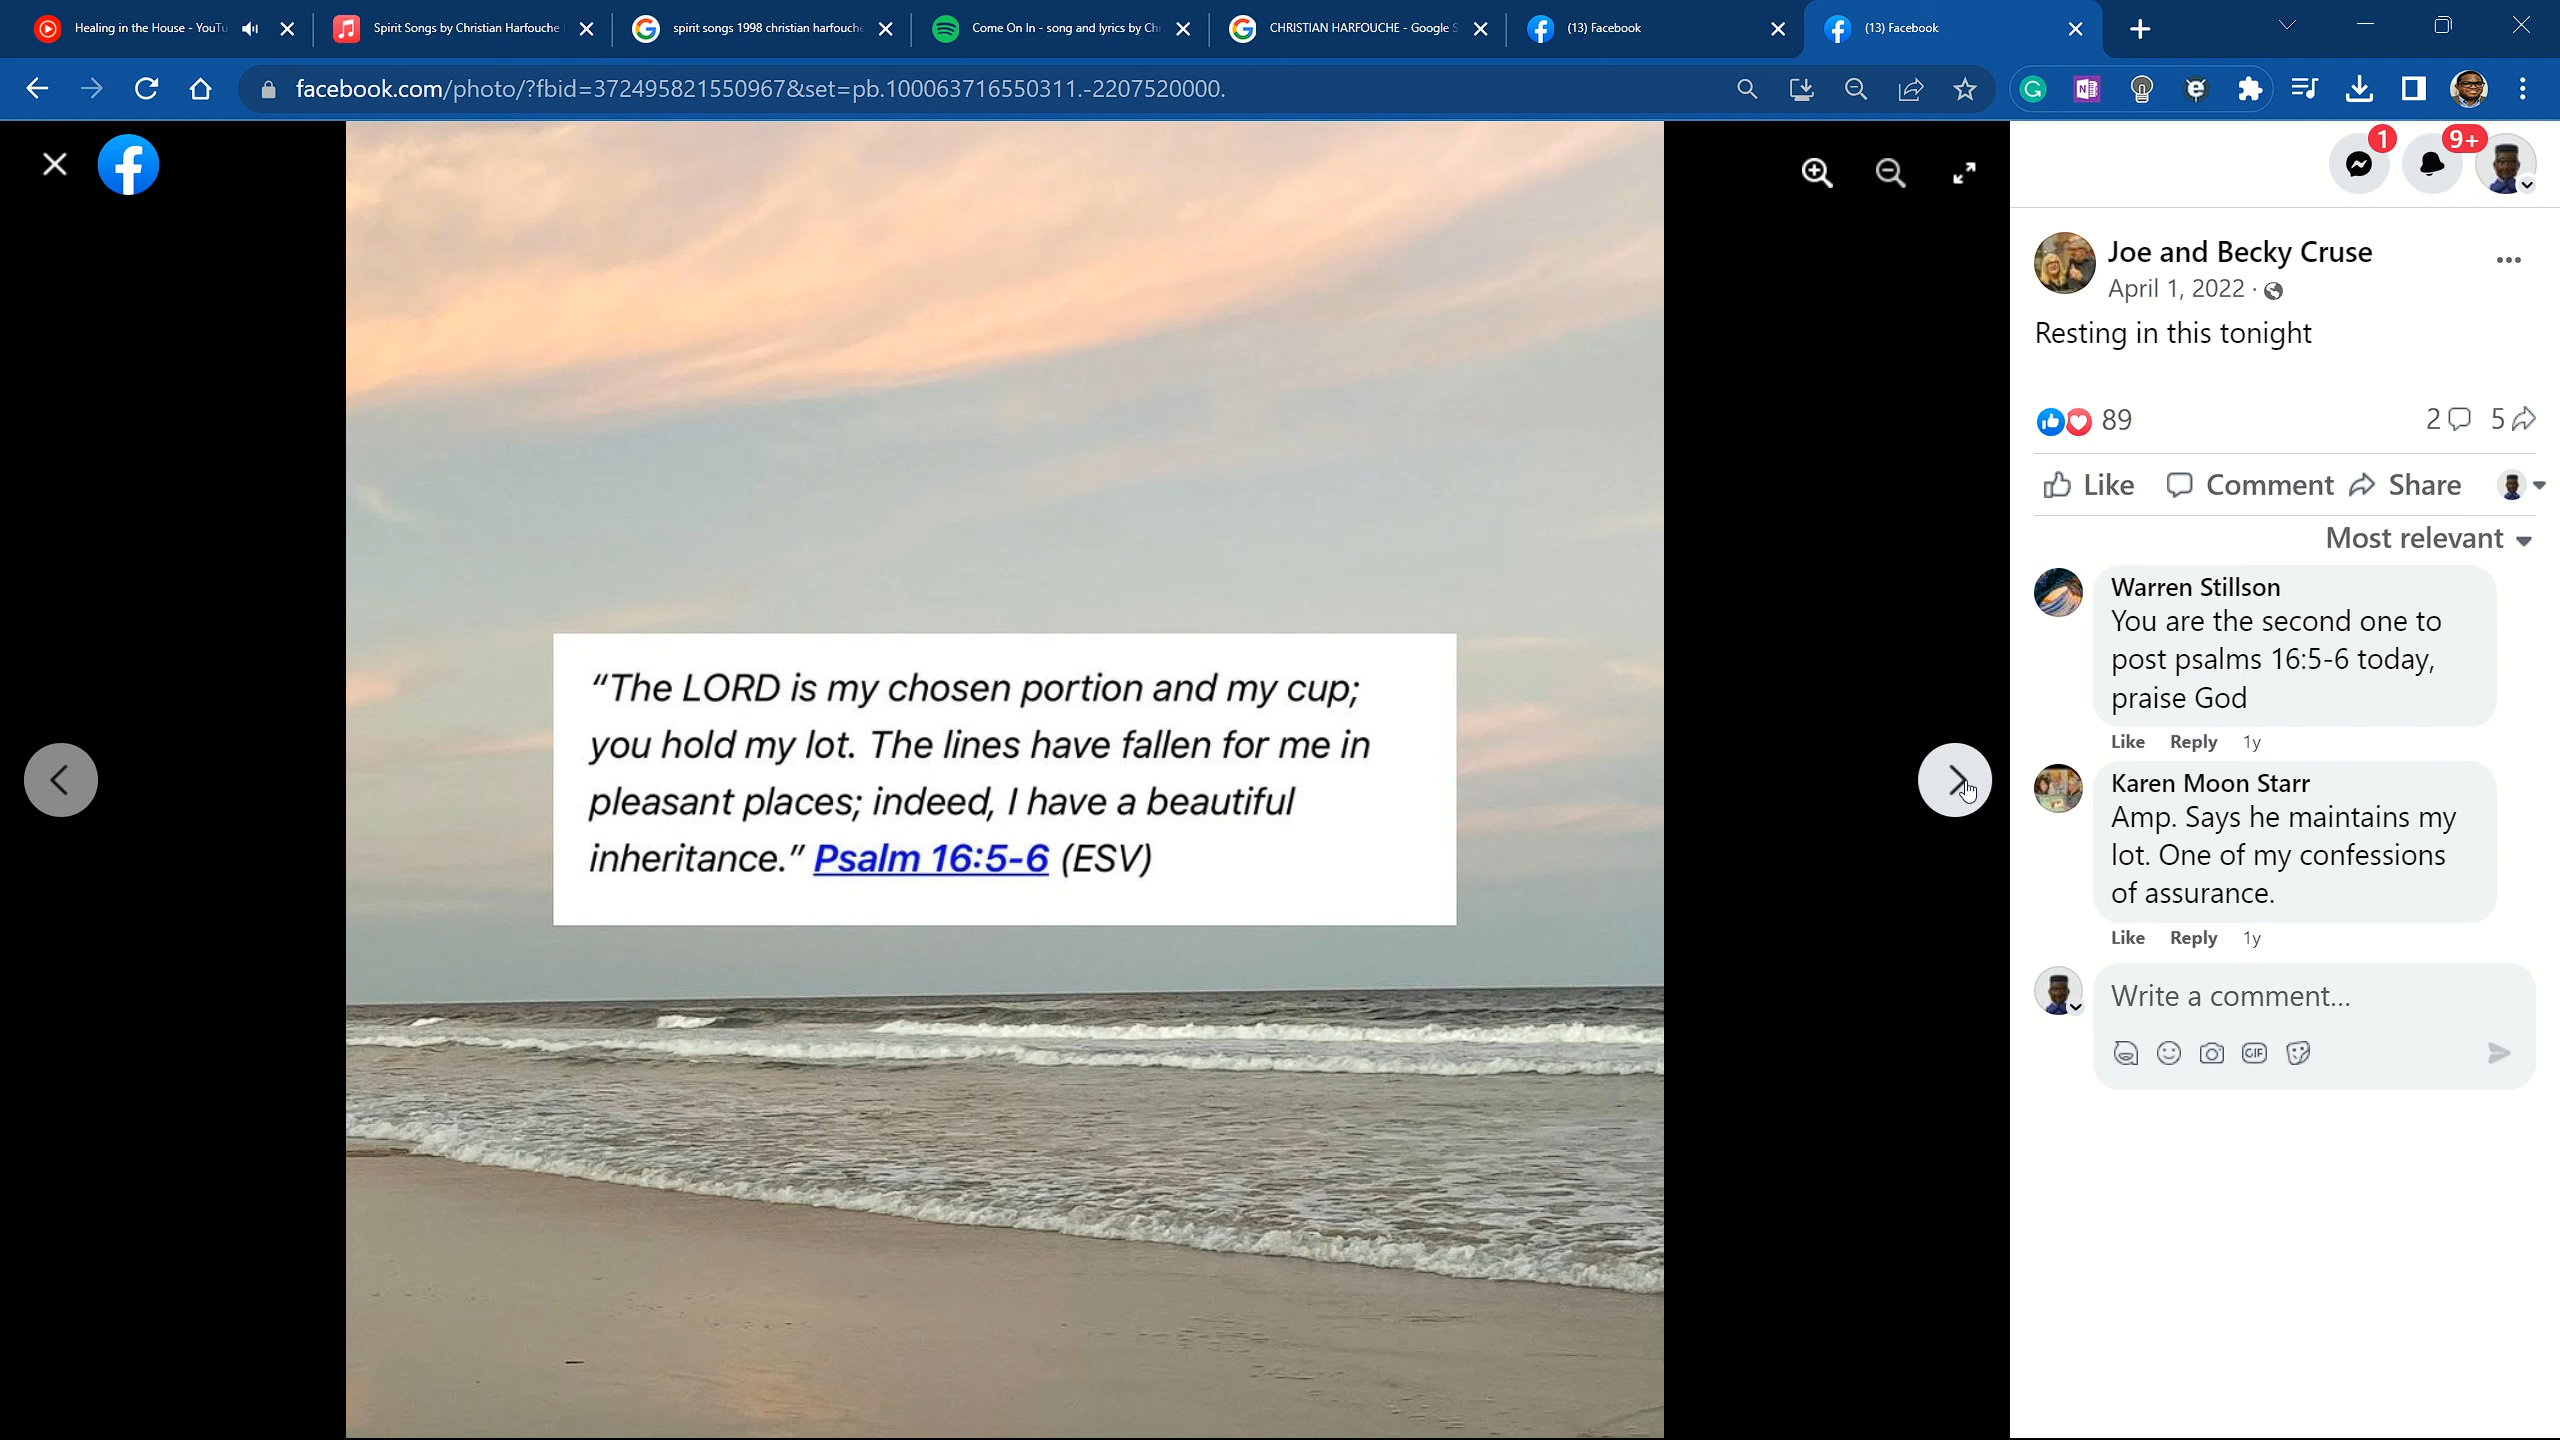 Healing in the House - YouTu
Spirit Songs by Christian Harfouche
spirit songs 1998 christian harfouche
Come On In - song and lyrics by Ch
CHRISTIAN HARFOUCHE - Google S
(13) Facebook
(13) Facebook
facebook.com/photo/?fbid=372495821550967&set=pb.100063716550311.-2207520000.
1
9+
Joe and Becky Cruse
April 1, 2022 ·
Resting in this tonight
89
2
5
Like
Comment
Share
Most relevant
Warren Stillson
You are the second one to
post psalms 16:5-6 today,
praise God
Like Reply 1y
Karen Moon Starr
Amp. Says he maintains my
lot. One of my confessions
of assurance.
Like Reply 1y
Write a comment...
GIF
“The LORD is my chosen portion and my cup;
you hold my lot. The lines have fallen for me in
pleasant places; indeed, I have a beautiful
inheritance.” Psalm 16:5-6 (ESV)